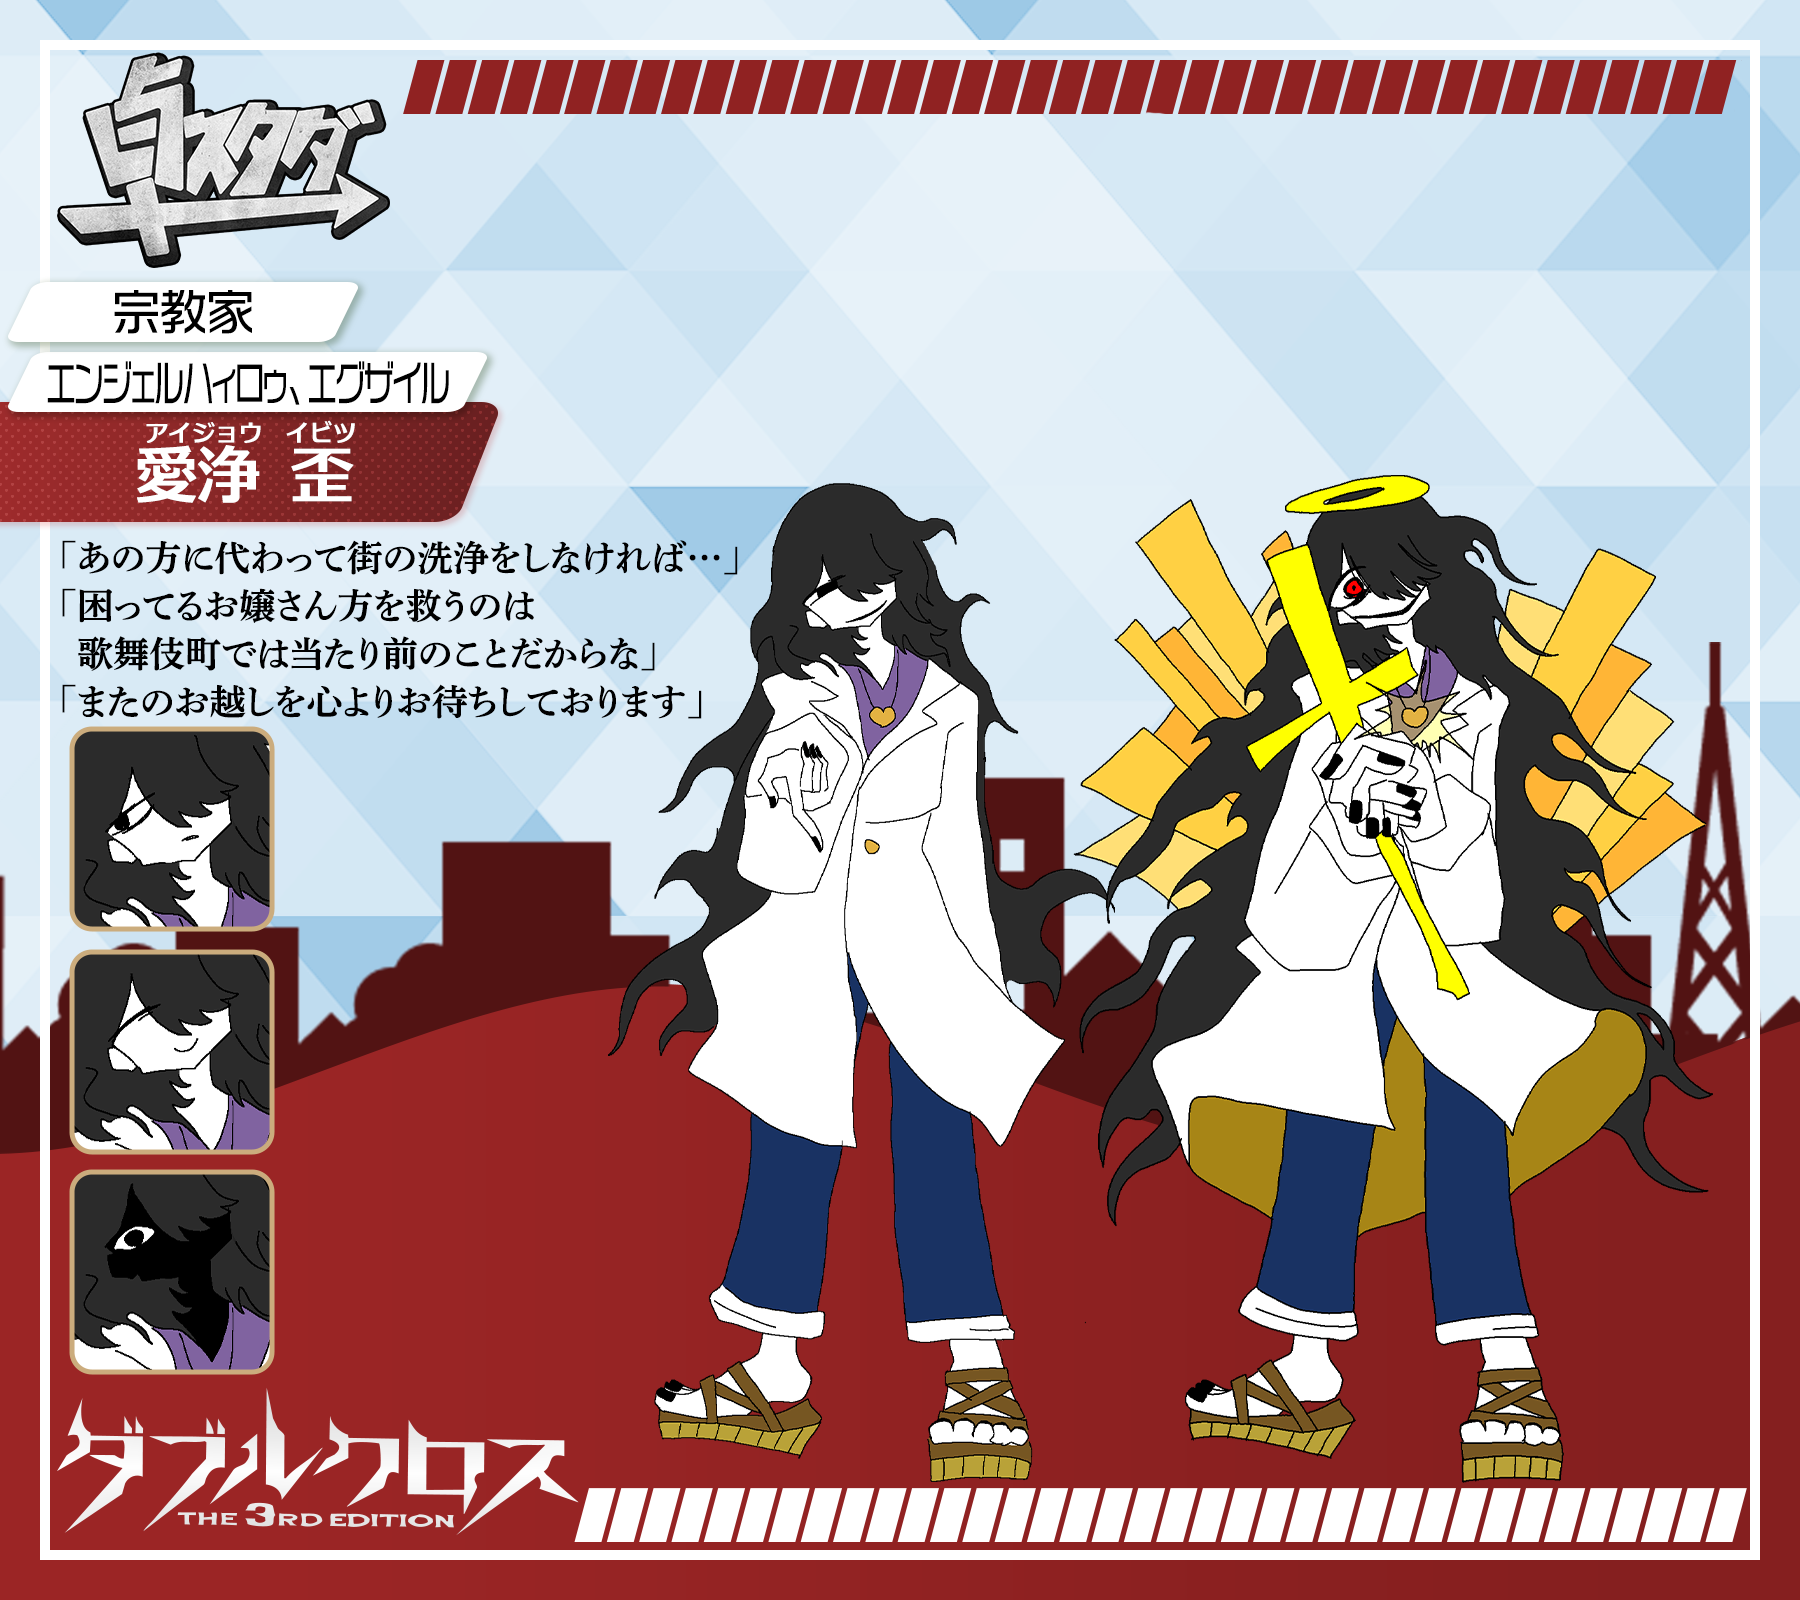 卓スタダ
宗教家
エンジェルハィロゥ、エグザイル
アイジョウ イビツ
愛浄 歪
「あの方に代わって街の洗浄をしなければ…」
「困ってるお嬢さん方を救うのは
歌舞伎町では当たり前のことだからな」
「またのお越しを心よりお待ちしております」
ダブルクロス
THE 3RD EDITION